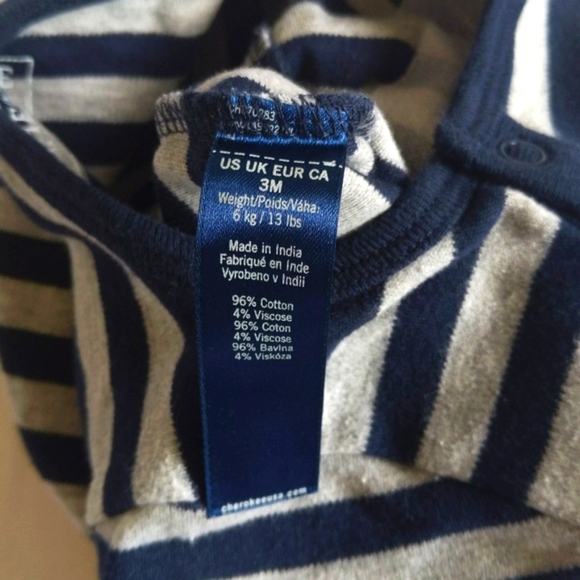 US UK EUR CA
3M
Weight/Poids/Váha:
6 kg / 13 lbs
Made in India
Fabriqué en Inde
Vyrobeno v Indii
96% Cotton
4% Viscose
96% Coton
4% Viscose
96% Bavlna
4% Viskóza
cherokeeusa.com